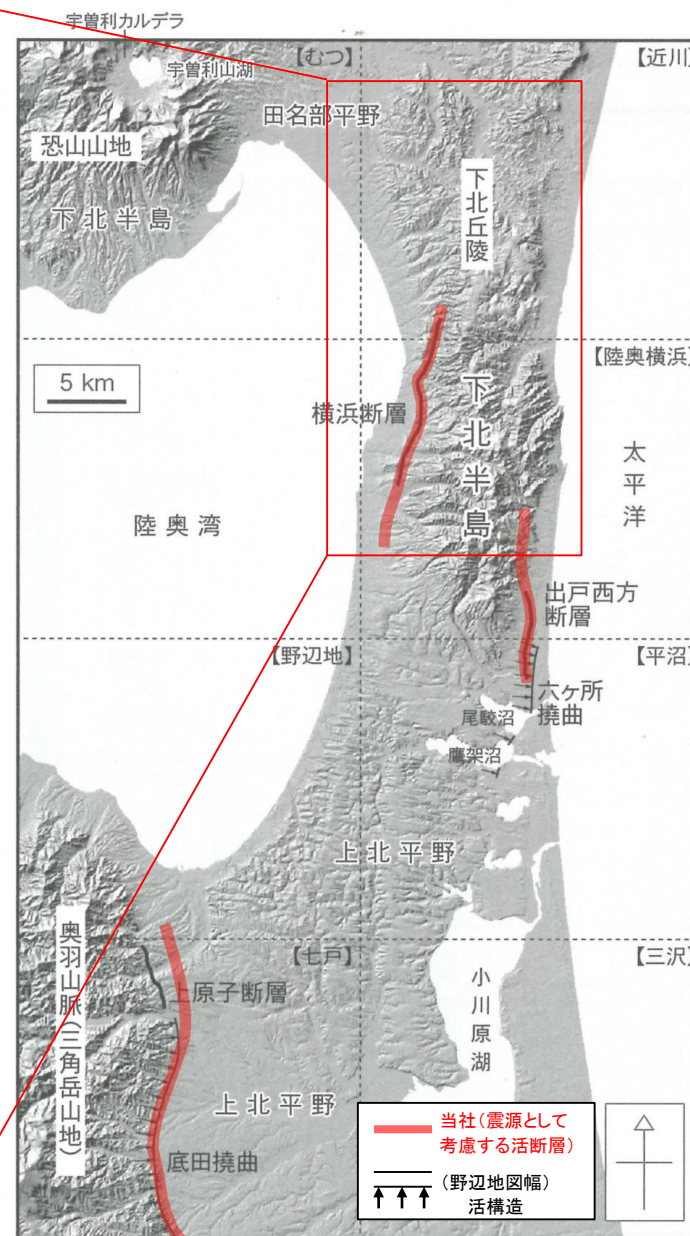 宇曽利カルデラ
【むつ】
【近川】
宇曽利山湖
田名部平野
恐山山地
下北丘陵
下北半島
【陸奥横浜】
5 km
横浜断層
下北半島
太平洋
陸奥湾
出戸西方
断層
【野辺地】
【平沼】
六ケ所
撓曲
尾駮沼
鷹架沼
上北平野
奥羽山脈(三角岳山地)
【七戸】
【三沢】
上原子断層
小川原湖
上北平野
底田撓曲
当社(震源として
考慮する活断層)
(野辺地図幅)
活構造